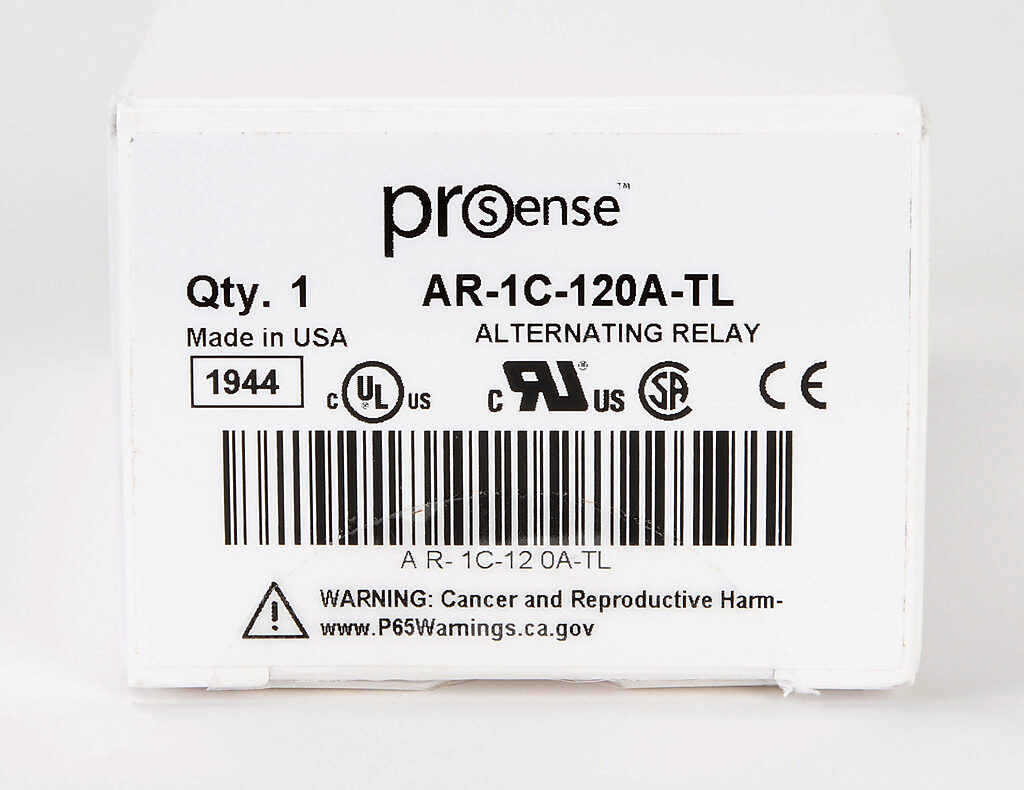 prosense™
Qty. 1 AR-1C-120A-TL
Made in USA ALTERNATING RELAY
1944 C UL US C RU® US SA CE
A R- 1C-12 0A-TL
WARNING: Cancer and Reproductive Harm-
www.P65Warnings.ca.gov